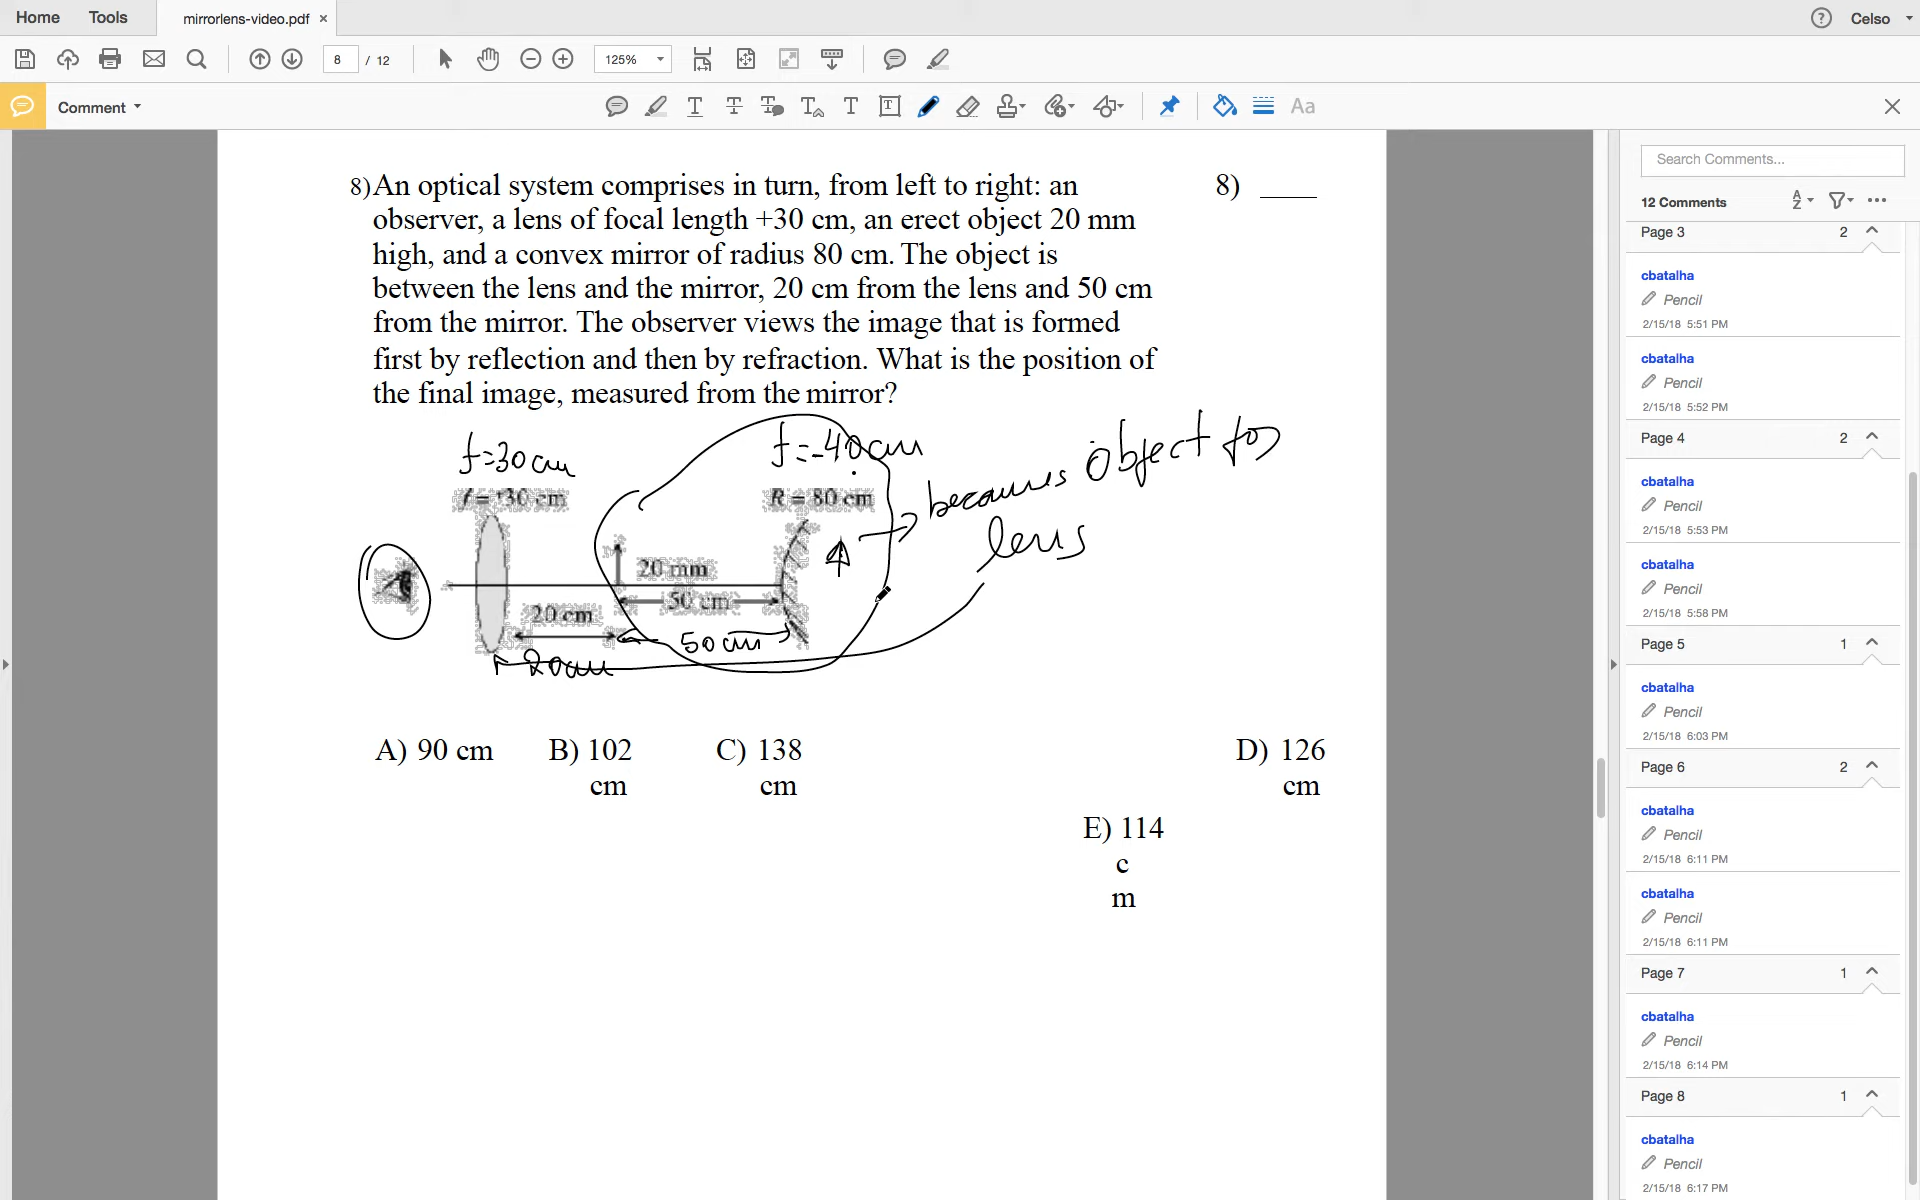 Home Tools mirrorlens-video.pdf × Celso
8 / 12 125%
Comment Aa
8) An optical system comprises in turn, from left to right: an 8) ____
observer, a lens of focal length +30 cm, an erect object 20 mm
high, and a convex mirror of radius 80 cm. The object is
between the lens and the mirror, 20 cm from the lens and 50 cm
from the mirror. The observer views the image that is formed
first by reflection and then by refraction. What is the position of
the final image, measured from the mirror?
f=30cm f=-40cm becomes object for
f = +30 cm R = 80 cm lens
20 mm
50 cm
20 cm
50cm
20cm
A) 90 cm B) 102 cm C) 138 cm D) 126 cm
E) 114
c
m
Search Comments...
12 Comments
Page 3 2
cbatalha
Pencil
2/15/18 5:51 PM
cbatalha
Pencil
2/15/18 5:52 PM
Page 4 2
cbatalha
Pencil
2/15/18 5:53 PM
cbatalha
Pencil
2/15/18 5:58 PM
Page 5 1
cbatalha
Pencil
2/15/18 6:03 PM
Page 6 2
cbatalha
Pencil
2/15/18 6:11 PM
cbatalha
Pencil
2/15/18 6:11 PM
Page 7 1
cbatalha
Pencil
2/15/18 6:14 PM
Page 8 1
cbatalha
Pencil
2/15/18 6:17 PM